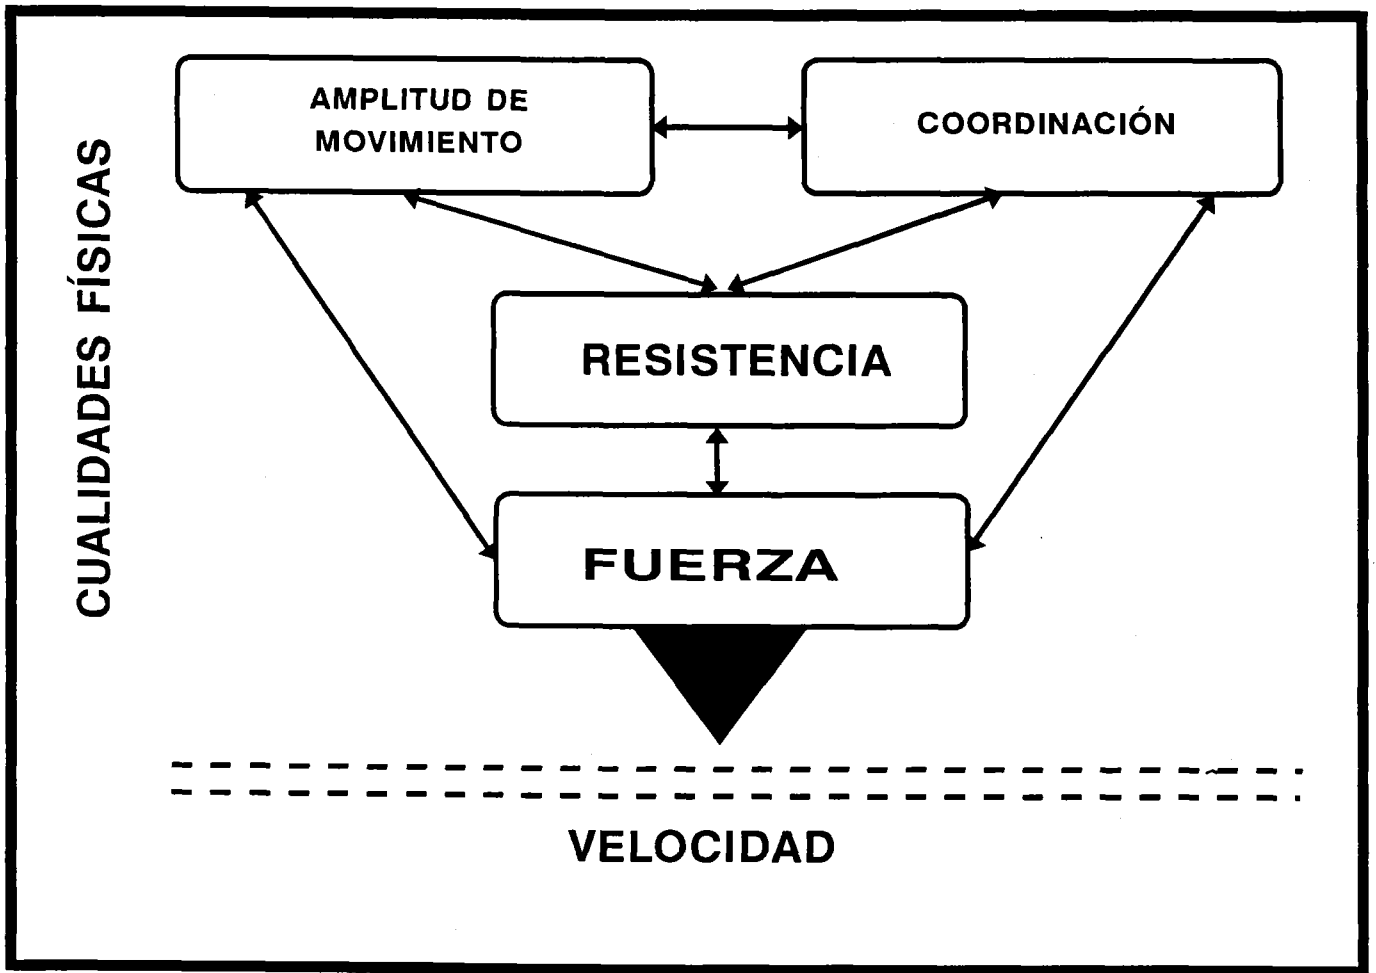 CUALIDADES FÍSICAS
AMPLITUD DE
MOVIMIENTO
COORDINACIÓN
RESISTENCIA
FUERZA
VELOCIDAD